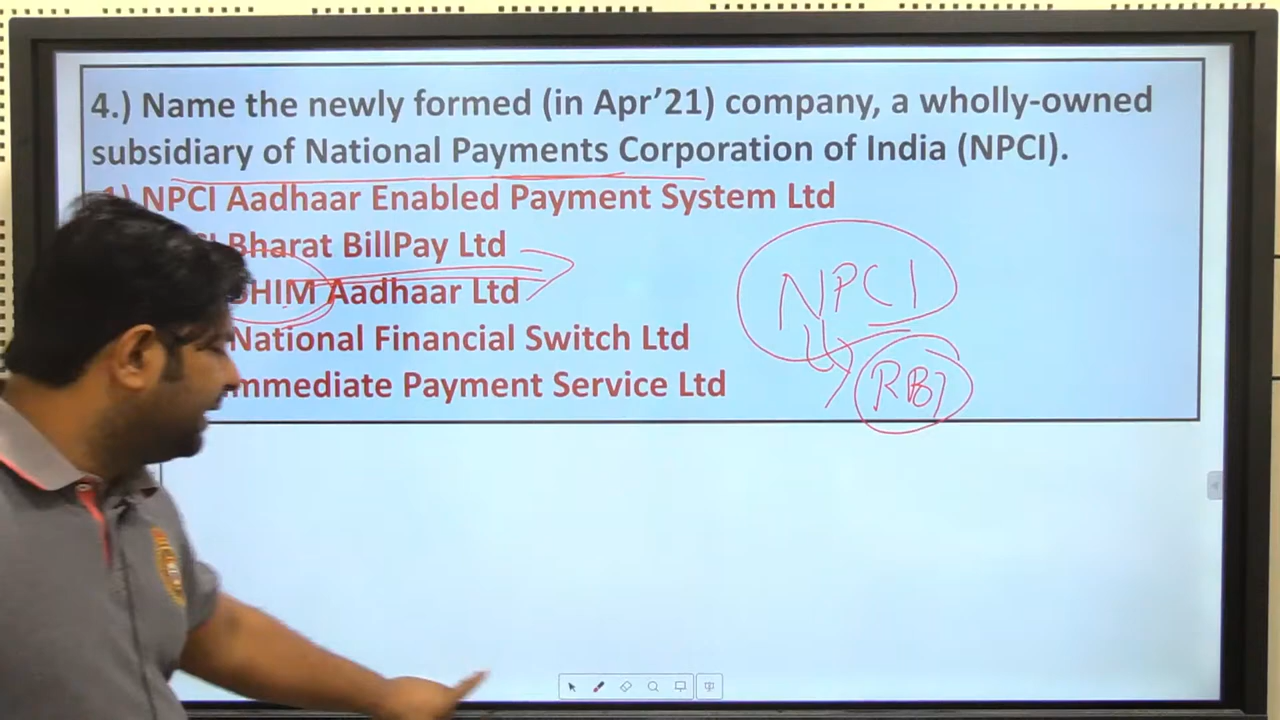 4.) Name the newly formed (in Apr’21) company, a wholly-owned
subsidiary of National Payments Corporation of India (NPCI).
1) NPCI Aadhaar Enabled Payment System Ltd
Bharat BillPay Ltd
BHIM Aadhaar Ltd
National Financial Switch Ltd
Immediate Payment Service Ltd
NPCI
RBI